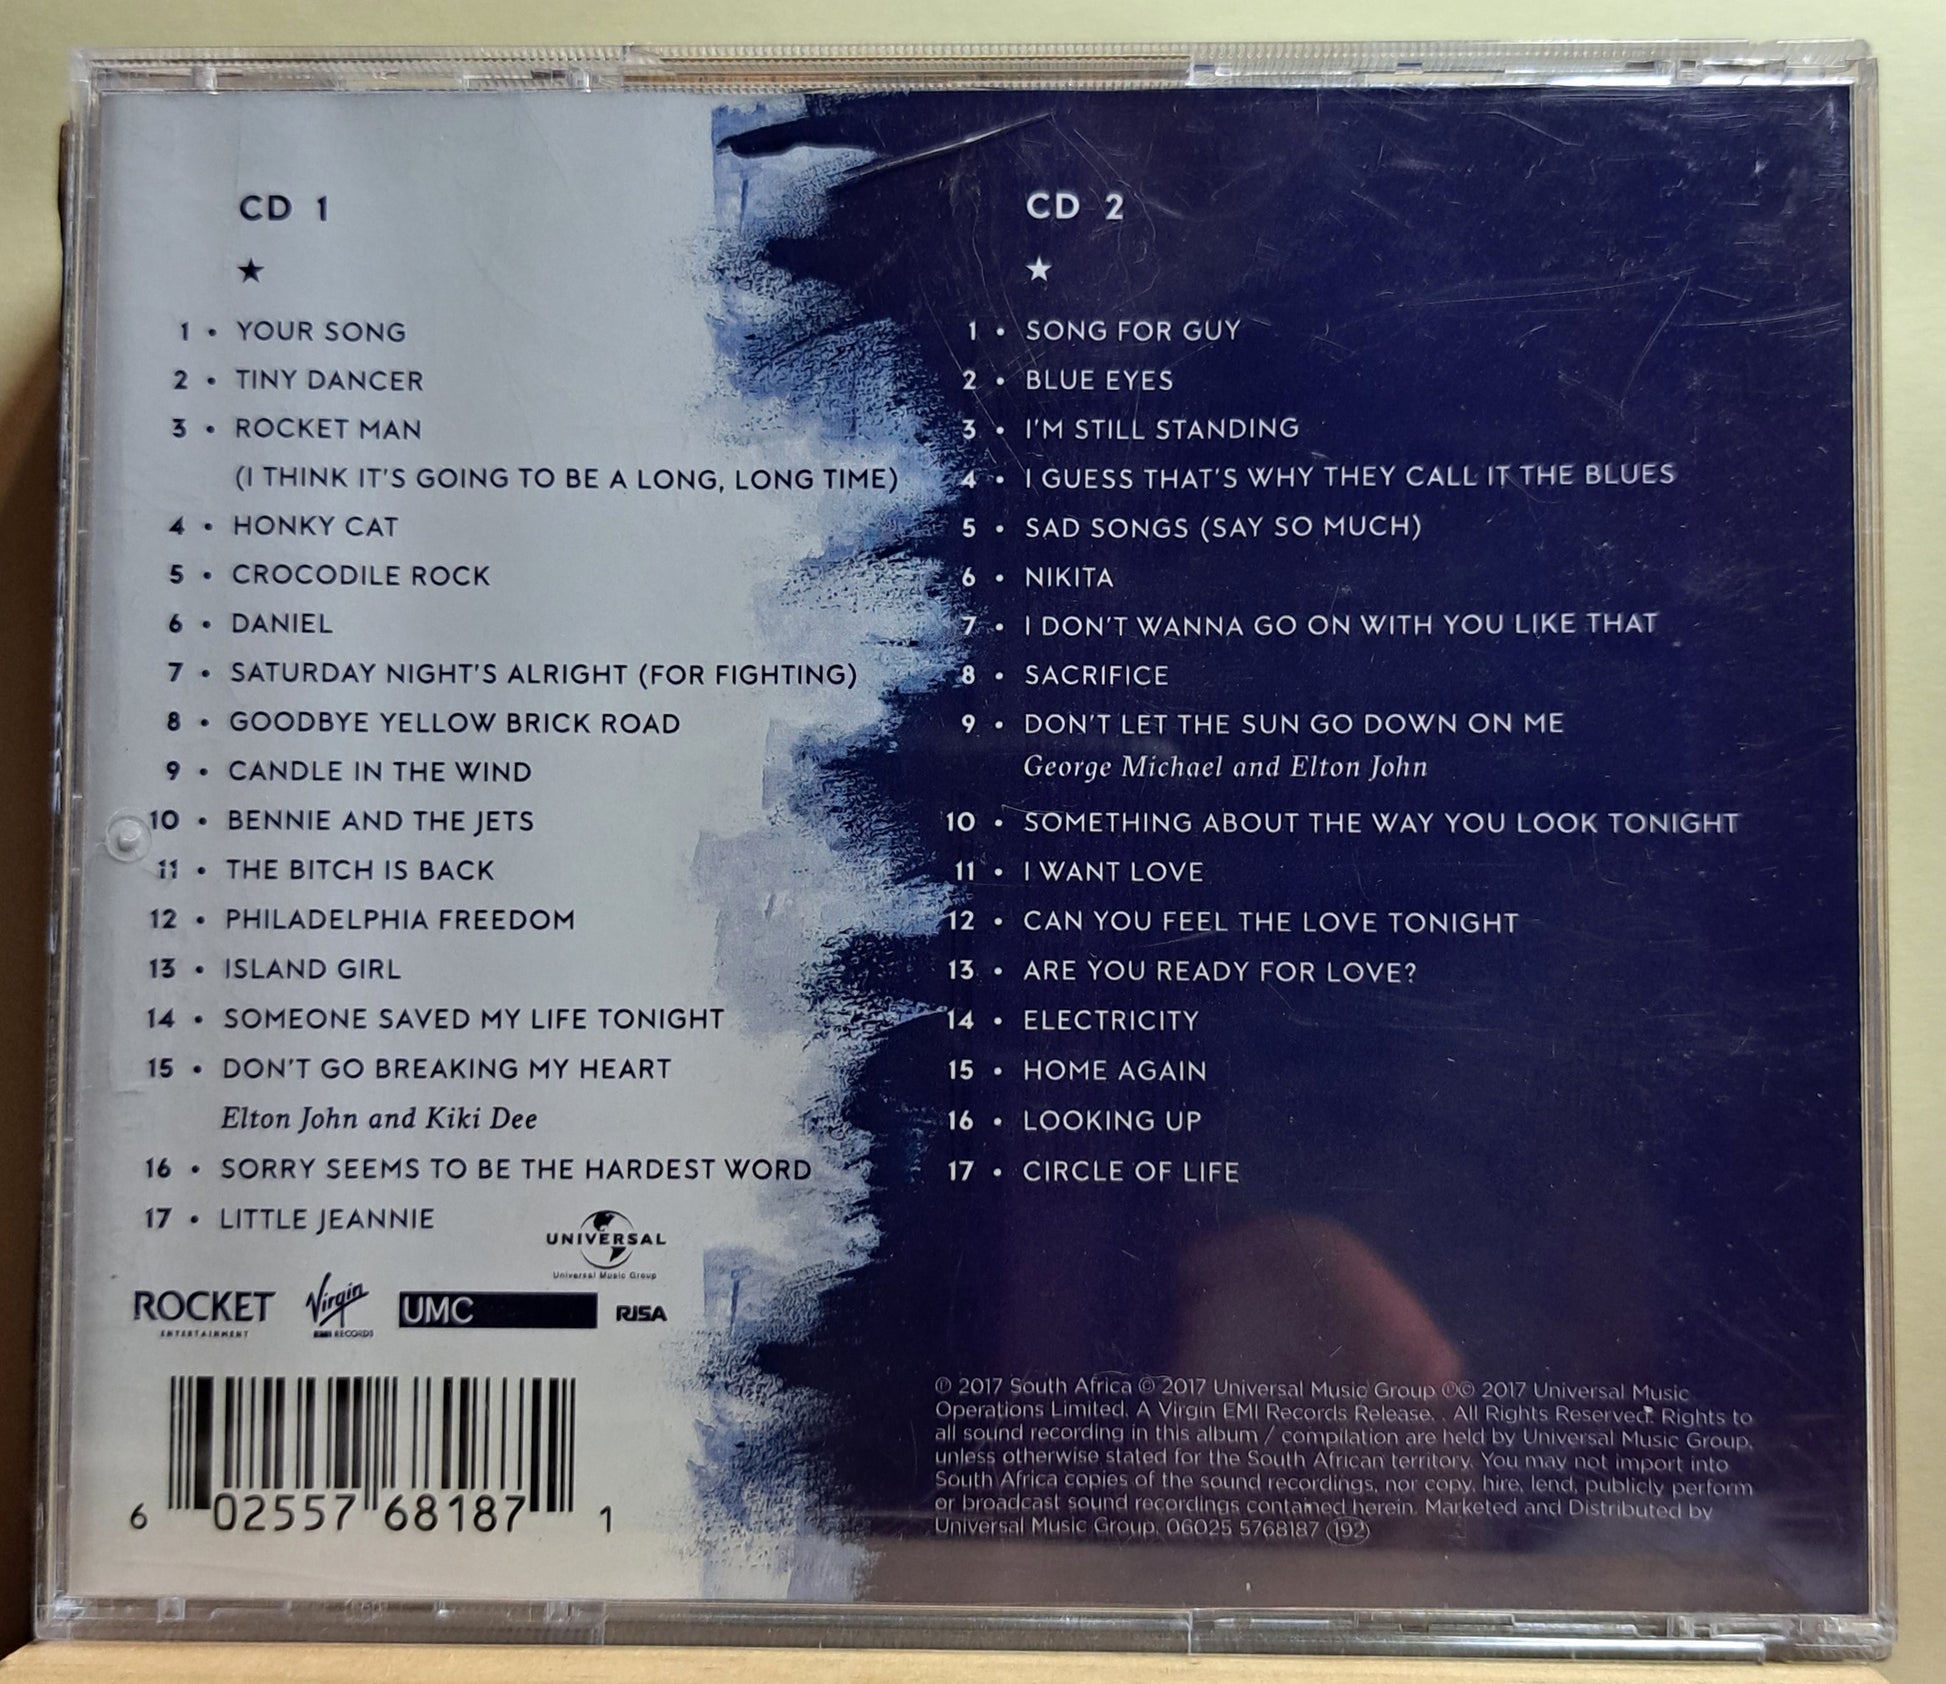 CD 1
★
1 • YOUR SONG
2 • TINY DANCER
3 • ROCKET MAN
(I THINK IT'S GOING TO BE A LONG, LONG TIME)
4 • HONKY CAT
5 • CROCODILE ROCK
6 • DANIEL
7 • SATURDAY NIGHT'S ALRIGHT (FOR FIGHTING)
8 • GOODBYE YELLOW BRICK ROAD
9 • CANDLE IN THE WIND
10 • BENNIE AND THE JETS
11 • THE BITCH IS BACK
12 • PHILADELPHIA FREEDOM
13 • ISLAND GIRL
14 • SOMEONE SAVED MY LIFE TONIGHT
15 • DON'T GO BREAKING MY HEART
Elton John and Kiki Dee
16 • SORRY SEEMS TO BE THE HARDEST WORD
17 • LITTLE JEANNIE
UNIVERSAL
Universal Music Group
ROCKET
ENTERTAINMENT
Virgin
EMI RECORDS
UMC
RISA
6 02557 68187 1
CD 2
★
1 • SONG FOR GUY
2 • BLUE EYES
3 • I'M STILL STANDING
4 • I GUESS THAT'S WHY THEY CALL IT THE BLUES
5 • SAD SONGS (SAY SO MUCH)
6 • NIKITA
7 • I DON'T WANNA GO ON WITH YOU LIKE THAT
8 • SACRIFICE
9 • DON'T LET THE SUN GO DOWN ON ME
George Michael and Elton John
10 • SOMETHING ABOUT THE WAY YOU LOOK TONIGHT
11 • I WANT LOVE
12 • CAN YOU FEEL THE LOVE TONIGHT
13 • ARE YOU READY FOR LOVE?
14 • ELECTRICITY
15 • HOME AGAIN
16 • LOOKING UP
17 • CIRCLE OF LIFE
℗ 2017 South Africa © 2017 Universal Music Group ℗© 2017 Universal Music
Operations Limited. A Virgin EMI Records Release. . All Rights Reserved. Rights to
all sound recording in this album / compilation are held by Universal Music Group,
unless otherwise stated for the South African territory. You may not import into
South Africa copies of the sound recordings, nor copy, hire, lend, publicly perform
or broadcast sound recordings contained herein. Marketed and Distributed by
Universal Music Group. 06025 5768187 (192)